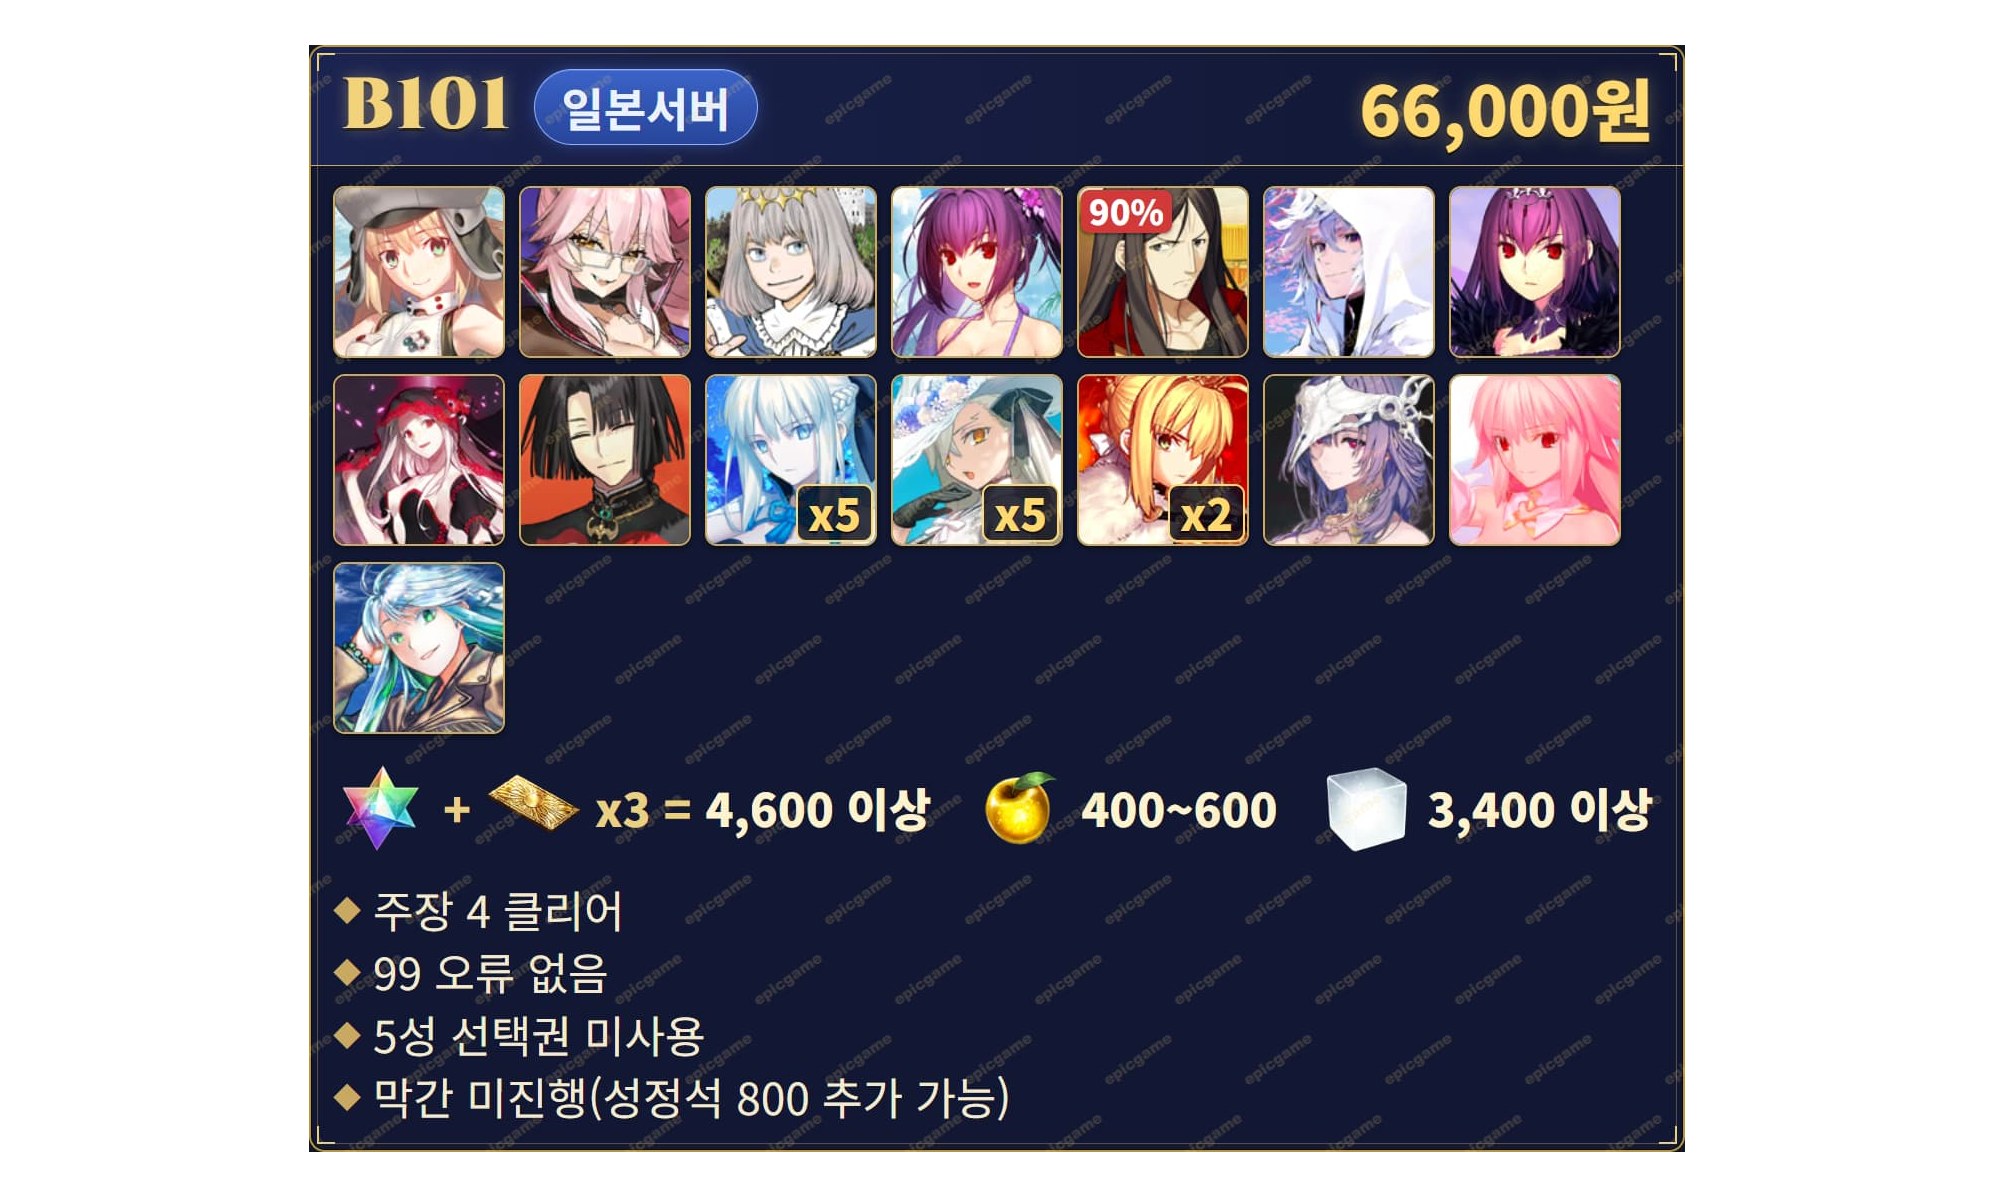 B101 일본서버 66,000원
90%
x5 x5 x2
+ x3 = 4,600 이상 400~600 3,400 이상
◆ 주장 4 클리어
◆ 99 오류 없음
◆ 5성 선택권 미사용
◆ 막간 미진행(성정석 800 추가 가능)
epicgame